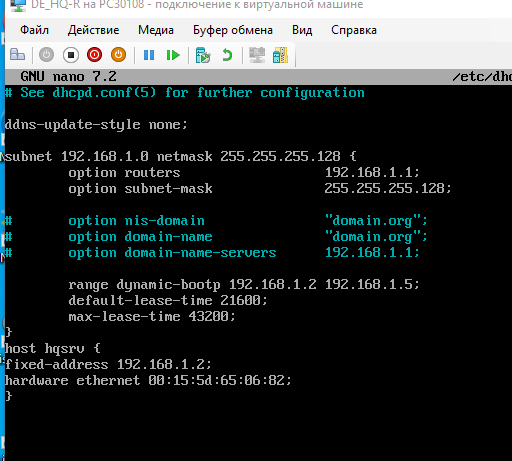 DE_HQ-R на PC30108 - подключение к виртуальной машине
Файл Действие Медиа Буфер обмена Вид Справка
GNU nano 7.2 /etc/dhc
# See dhcpd.conf(5) for further configuration
ddns-update-style none;
subnet 192.168.1.0 netmask 255.255.255.128 {
option routers 192.168.1.1;
option subnet-mask 255.255.255.128;
# option nis-domain "domain.org";
# option domain-name "domain.org";
# option domain-name-servers 192.168.1.1;
range dynamic-bootp 192.168.1.2 192.168.1.5;
default-lease-time 21600;
max-lease-time 43200;
}
host hqsrv {
fixed-address 192.168.1.2;
hardware ethernet 00:15:5d:65:06:82;
}